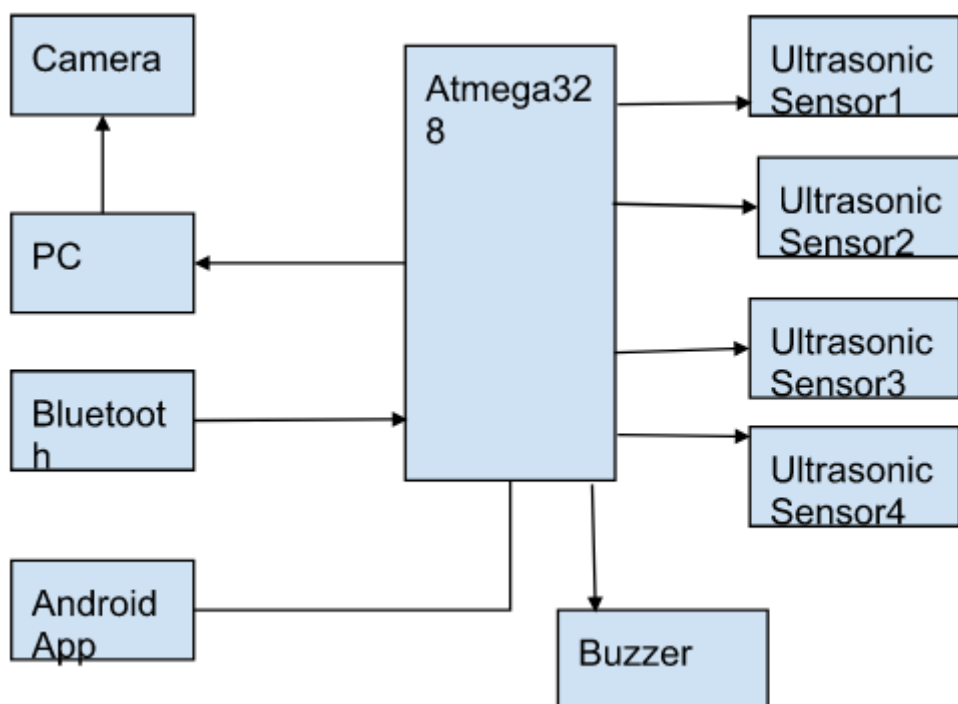 Camera
Atmega32
8
Ultrasonic
Sensor1
Ultrasonic
Sensor2
PC
Ultrasonic
Sensor3
Bluetoot
h
Ultrasonic
Sensor4
Android
App
Buzzer